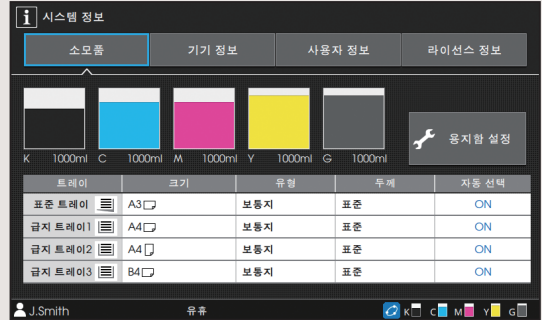 시스템 정보
소모품 기기 정보 사용자 정보 라이선스 정보
K 1000ml C 1000ml M 1000ml Y 1000ml G 1000ml
용지함 설정
트레이 크기 유형 두께 자동 선택
표준 트레이 A3 보통지 표준 ON
급지 트레이1 A4 보통지 표준 ON
급지 트레이2 A4 보통지 표준 ON
급지 트레이3 B4 보통지 표준 ON
J.Smith 유휴 K C M Y G